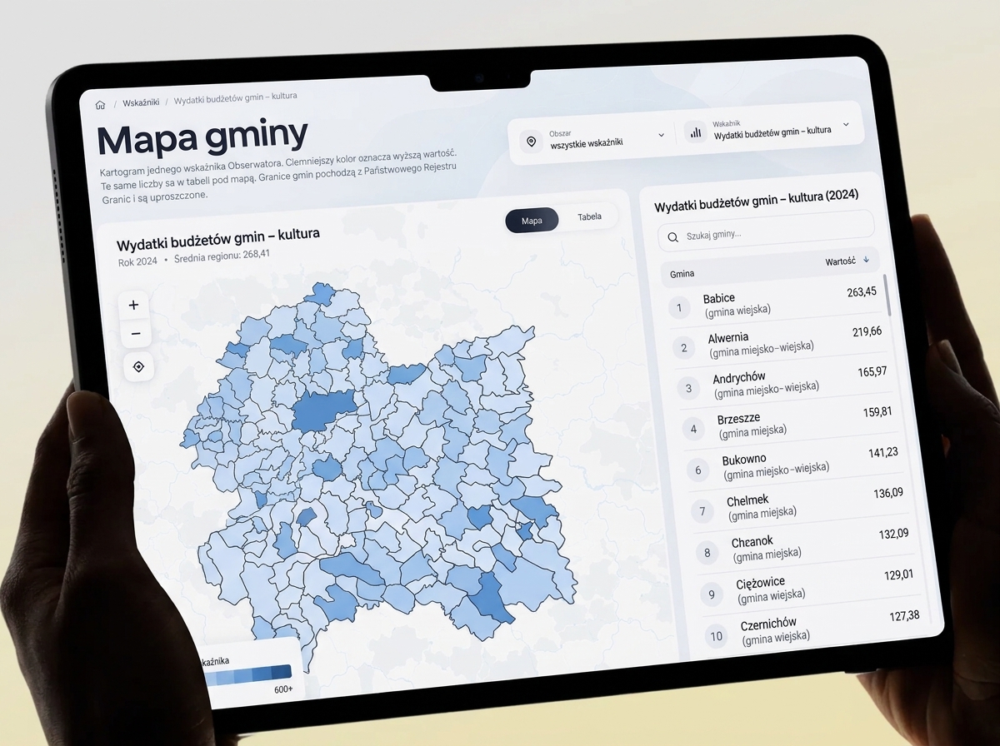 / Wskaźniki / Wydatki budżetów gmin – kultura
Mapa gminy
Kartogram jednego wskaźnika Obserwatora. Ciemniejszy kolor oznacza wyższą wartość.
Te same liczby sa w tabeli pod mapą. Granice gmin pochodzą z Państwowego Rejestru
Granic i są uproszczone.
Obszar
wszystkie wskaźniki
Wskaźnik
Wydatki budżetów gmin – kultura
Wydatki budżetów gmin – kultura
Rok 2024 • Średnia regionu: 268,41
Mapa
Tabela
+
−
kaźnika
600+
Wydatki budżetów gmin – kultura (2024)
Szukaj gminy...
Gmina Wartość ↓
1 Babice 263,45
(gmina wiejska)
2 Alwernia 219,66
(gmina miejsko-wiejska)
3 Andrychów 165,97
(gmina miejsko-wiejska)
4 Brzeszze 159,81
(gmina miejska)
6 Bukowno 141,23
(gmina miejsko-wiejska)
7 Chelmek 136,09
(gmina miejska)
8 Cheanok 132,09
(gmina miejska)
9 Ciężowice 129,01
(gmina wiejska)
10 Czernichów 127,38
(gmina wiejska)